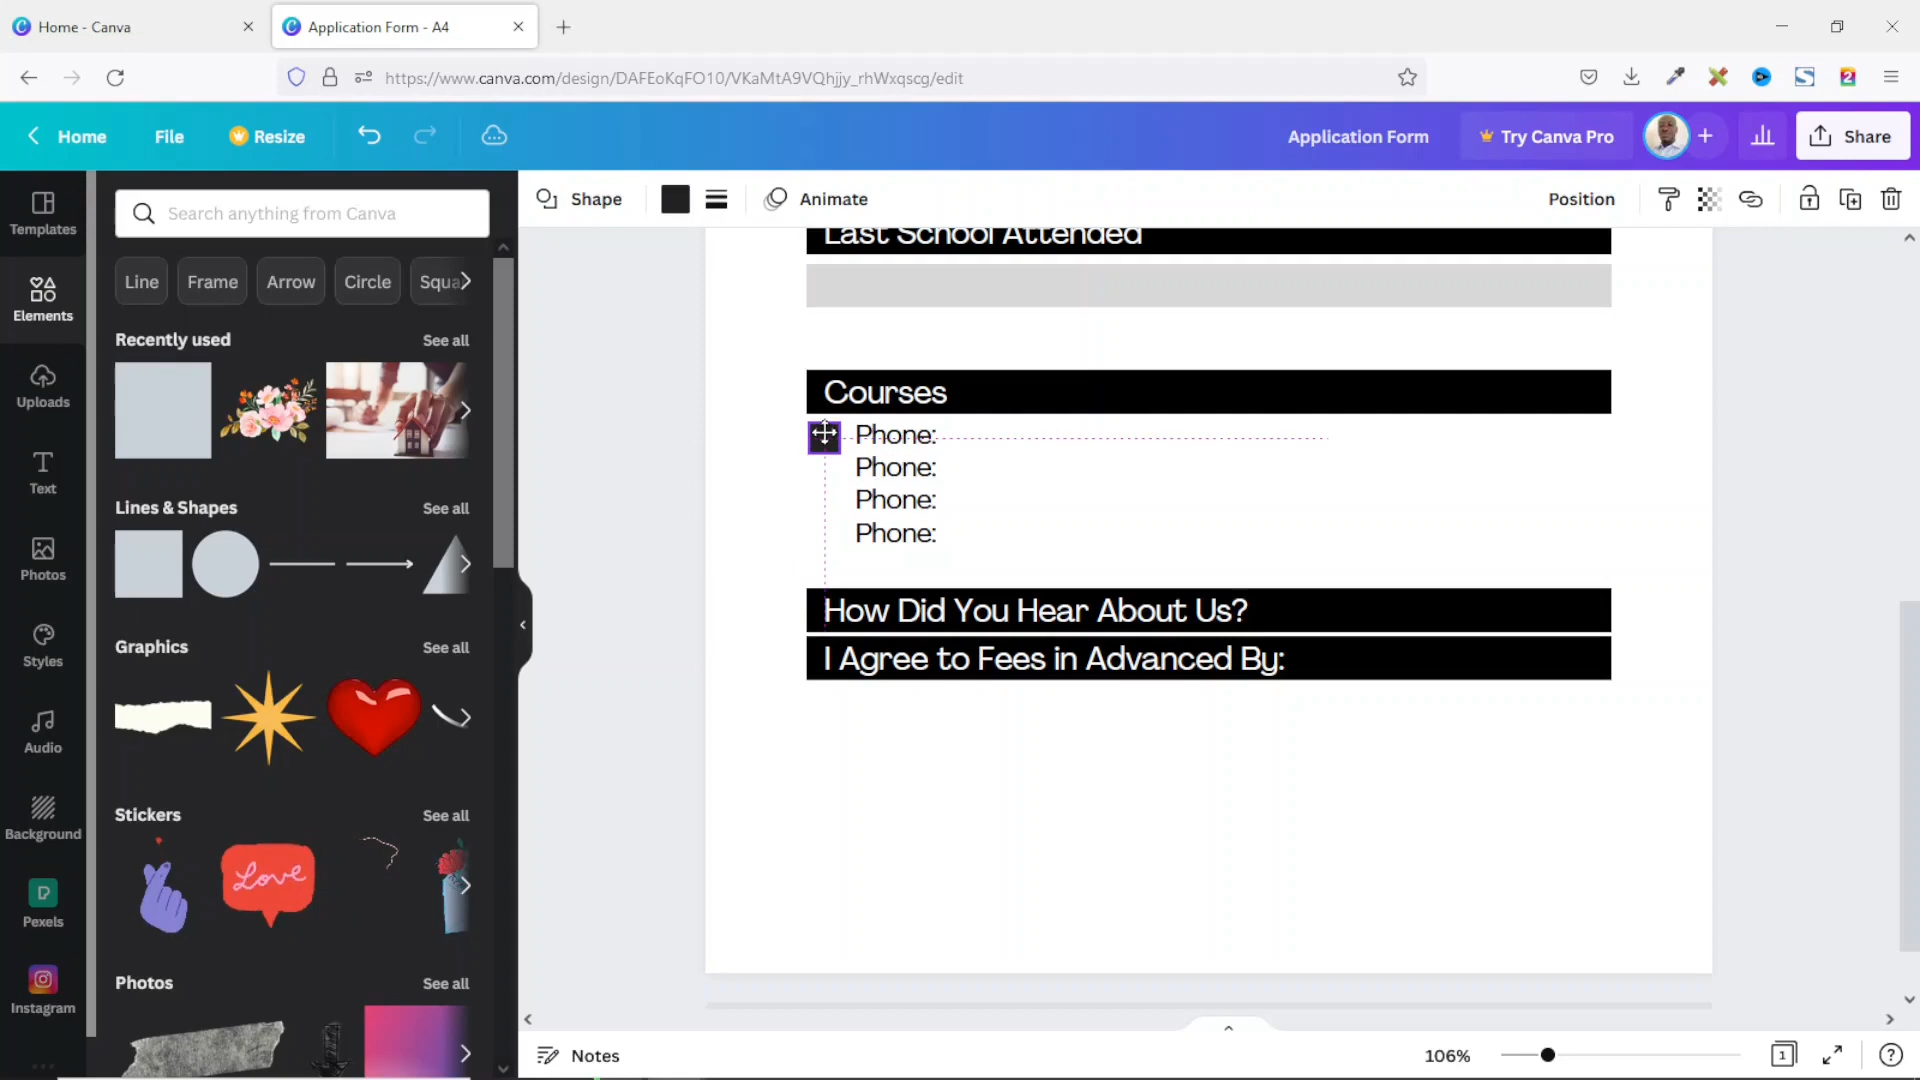 Home - Canva
Application Form - A4
https://www.canva.com/design/DAFEoKqFO10/VKaMtA9VQhjjy_rhWxqscg/edit
2
Home
File
Resize
Application Form
Try Canva Pro
Share
Templates
Elements
Uploads
Text
Photos
Styles
Audio
Background
Pexels
Instagram
Search anything from Canva
Line
Frame
Arrow
Circle
Squa
Recently used
See all
Lines & Shapes
See all
Graphics
See all
Stickers
See all
Love
Photos
See all
Shape
Animate
Position
Last School Attended
Courses
Phone:
Phone:
Phone:
Phone:
How Did You Hear About Us?
I Agree to Fees in Advanced By:
Notes
106%
1